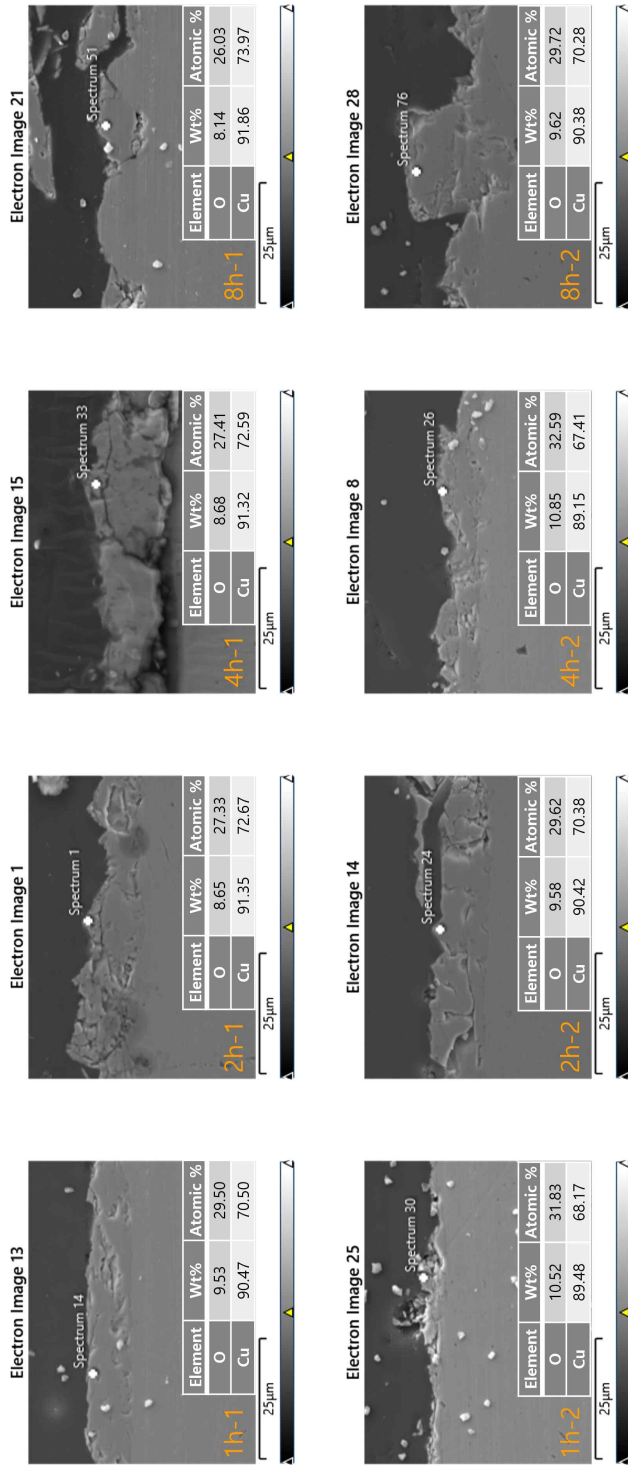 Electron Image 13
Spectrum 14
1h-1
Element Wt% Atomic %
O 9.53 29.50
Cu 90.47 70.50
25µm
Electron Image 1
Spectrum 1
2h-1
Element Wt% Atomic %
O 8.65 27.33
Cu 91.35 72.67
25µm
Electron Image 15
Spectrum 33
4h-1
Element Wt% Atomic %
O 8.68 27.41
Cu 91.32 72.59
25µm
Electron Image 21
Spectrum 51
8h-1
Element Wt% Atomic %
O 8.14 26.03
Cu 91.86 73.97
25µm
Electron Image 25
Spectrum 30
1h-2
Element Wt% Atomic %
O 10.52 31.83
Cu 89.48 68.17
25µm
Electron Image 14
Spectrum 24
2h-2
Element Wt% Atomic %
O 9.58 29.62
Cu 90.42 70.38
25µm
Electron Image 8
Spectrum 26
4h-2
Element Wt% Atomic %
O 10.85 32.59
Cu 89.15 67.41
25µm
Electron Image 28
Spectrum 76
8h-2
Element Wt% Atomic %
O 9.62 29.72
Cu 90.38 70.28
25µm